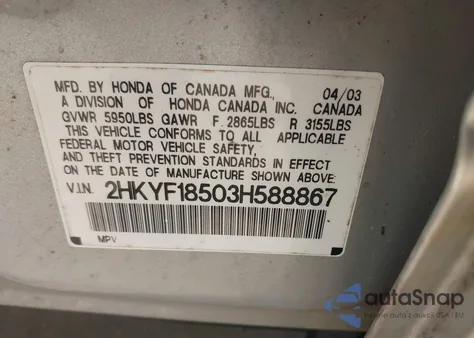 MFD. BY HONDA OF CANADA MFG., 04/03
A DIVISION OF HONDA CANADA INC. CANADA
GVWR 5950LBS GAWR F 2865LBS R 3155LBS
THIS VEHICLE CONFORMS TO ALL APPLICABLE
FEDERAL MOTOR VEHICLE SAFETY,
AND THEFT PREVENTION STANDARDS IN EFFECT
ON THE DATE OF MANUFACTURE SHOWN ABOVE:
V.I.N. 2HKYF18503H588867
MPV
autaSnap